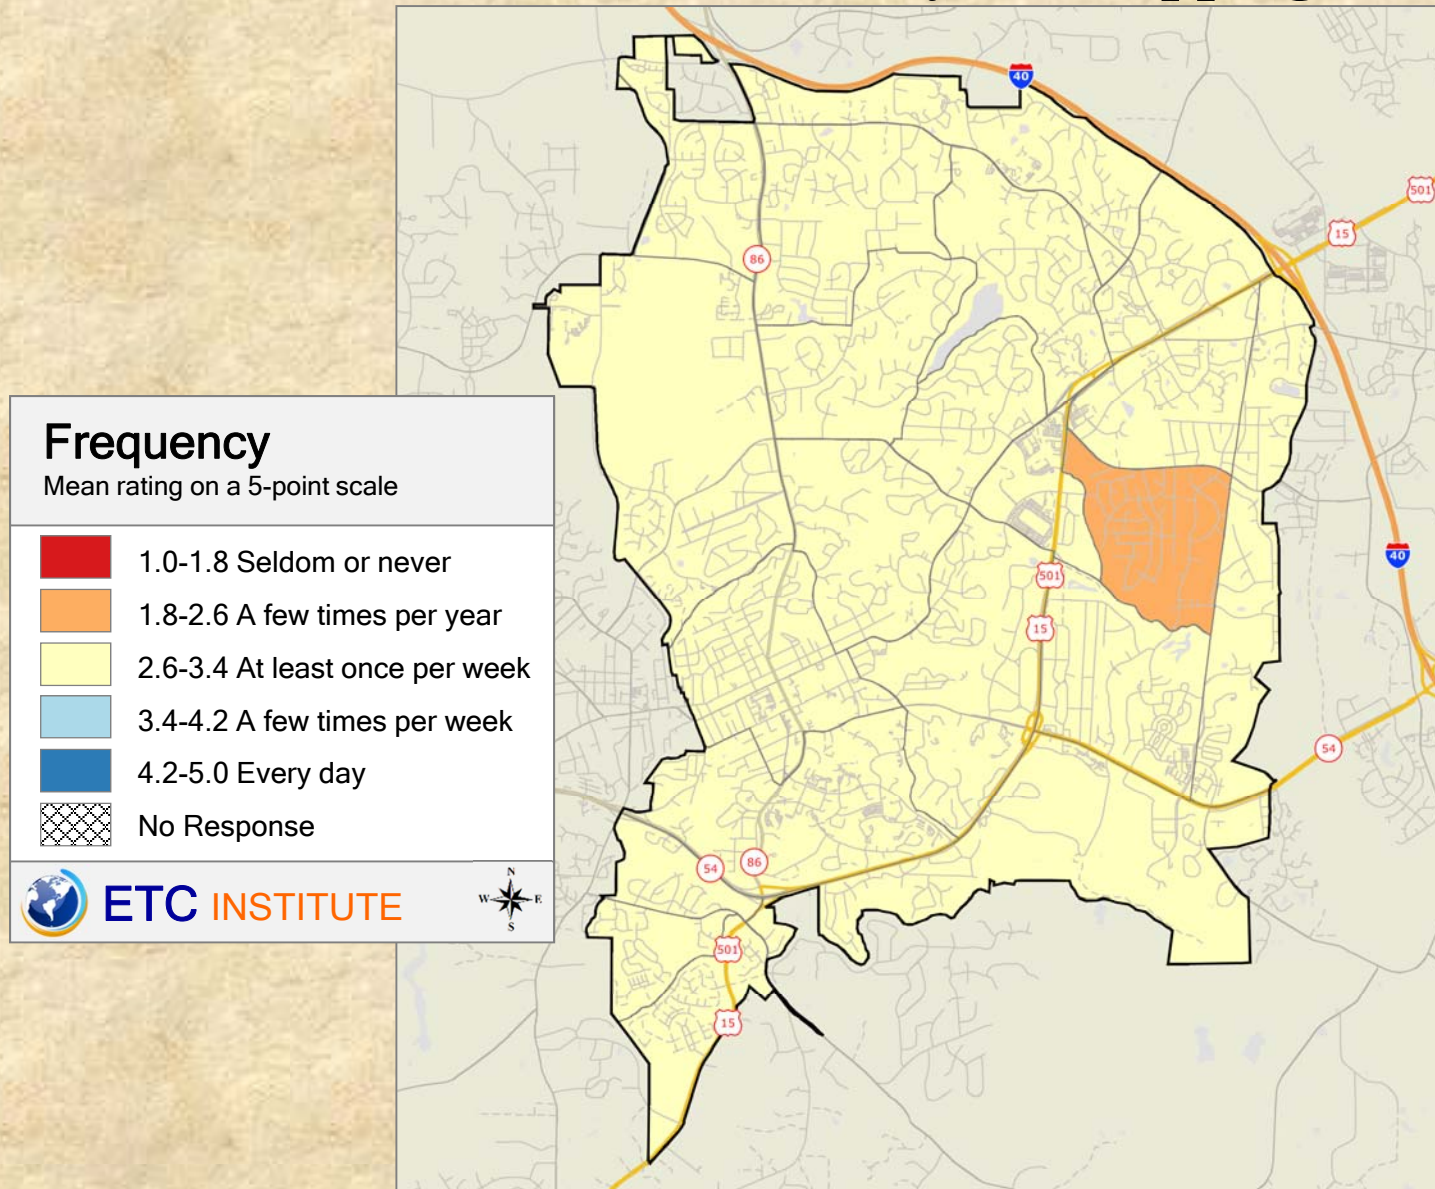 40
501
15
86
Frequency
Mean rating on a 5-point scale
1.0-1.8 Seldom or never
1.8-2.6 A few times per year
2.6-3.4 At least once per week
3.4-4.2 A few times per week
4.2-5.0 Every day
No Response
ETC INSTITUTE
N
W E
S
40
501
15
54
54
86
501
15